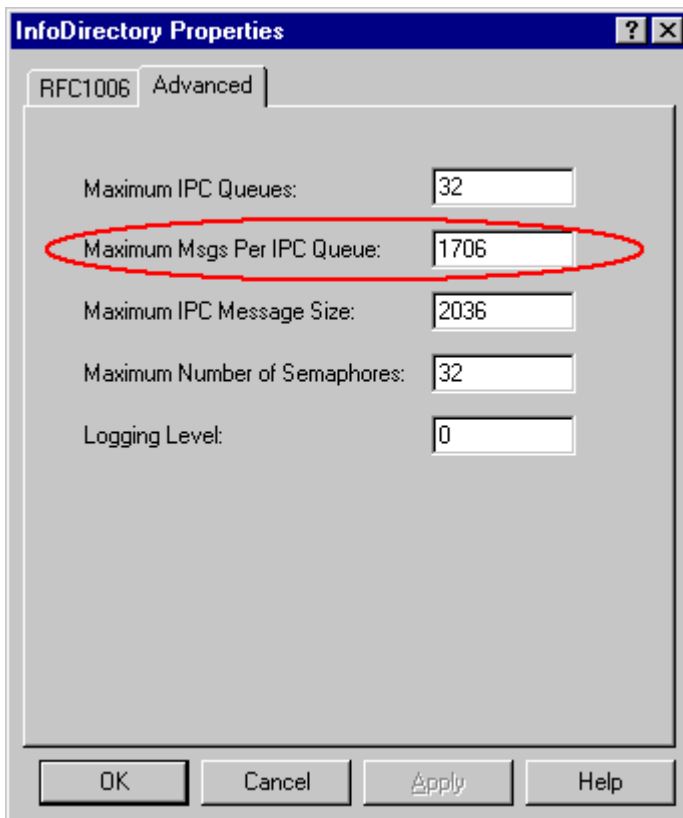 InfoDirectory Properties ? X
RFC1006 Advanced
Maximum IPC Queues: 32
Maximum Msgs Per IPC Queue: 1706
Maximum IPC Message Size: 2036
Maximum Number of Semaphores: 32
Logging Level: 0
OK Cancel Apply Help